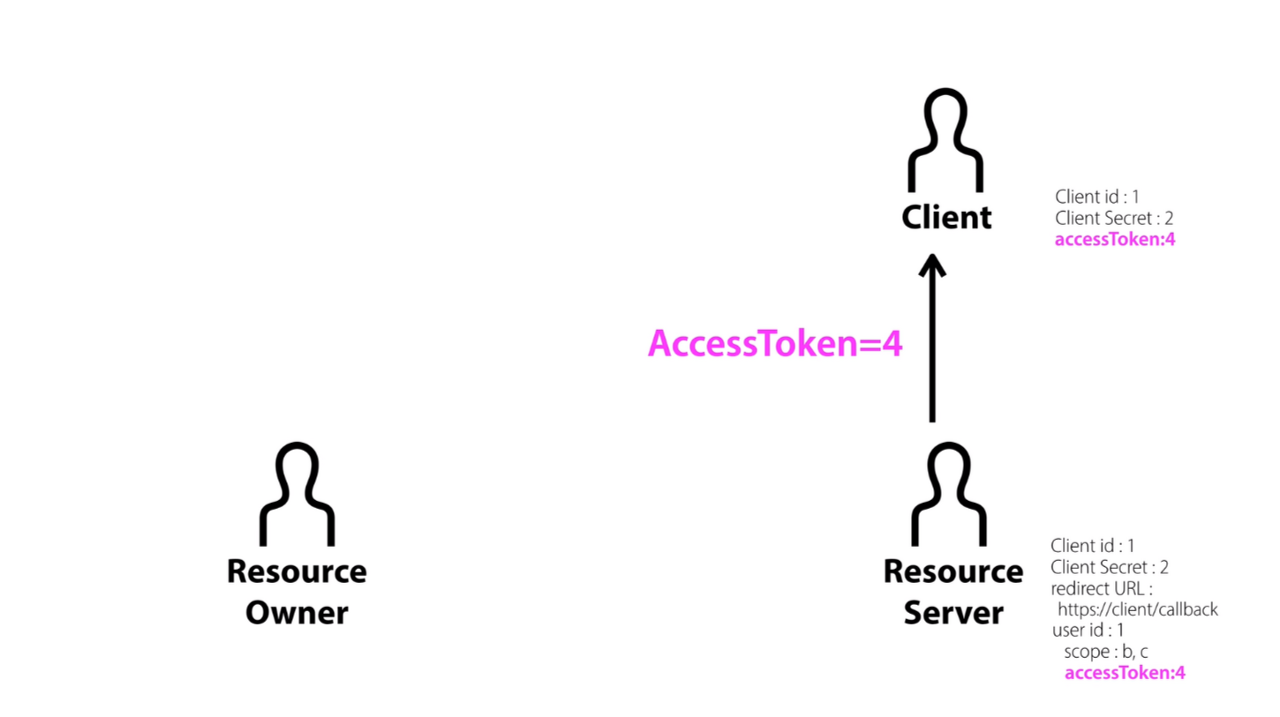 Client
Client id : 1
Client Secret : 2
accessToken:4
AccessToken=4
Resource
Owner
Resource
Server
Client id : 1
Client Secret : 2
redirect URL :
https://client/callback
user id : 1
scope : b, c
accessToken:4